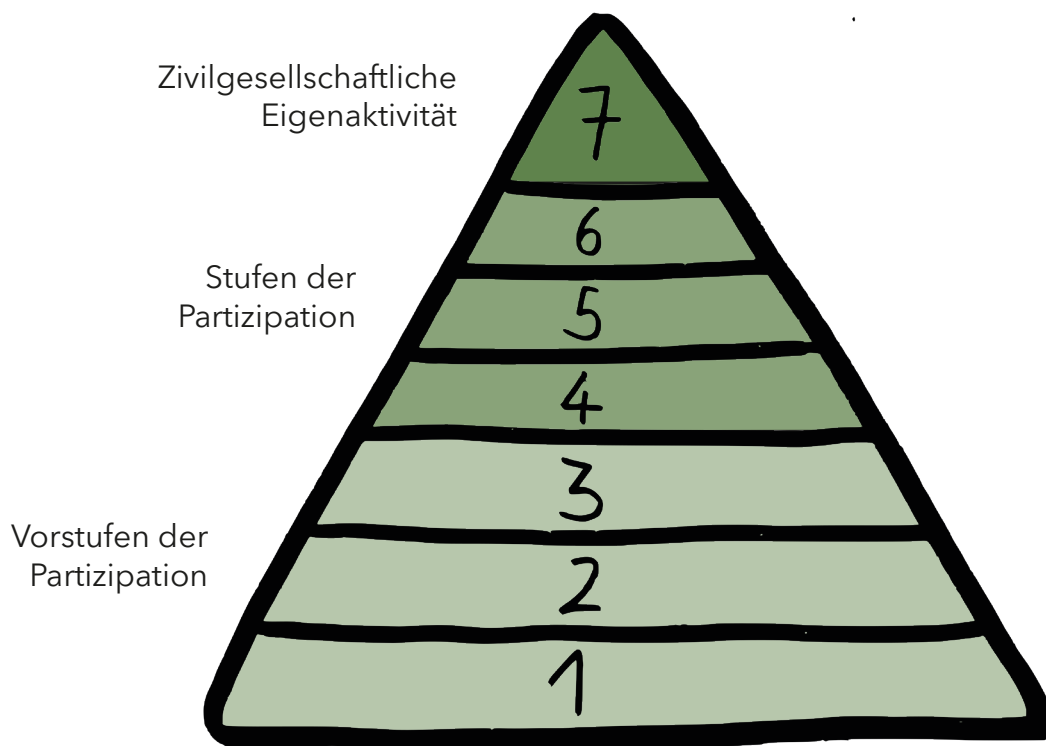 Zivilgesellschaftliche
Eigenaktivität
7
6
Stufen der
Partizipation
5
4
3
Vorstufen der
Partizipation
2
1